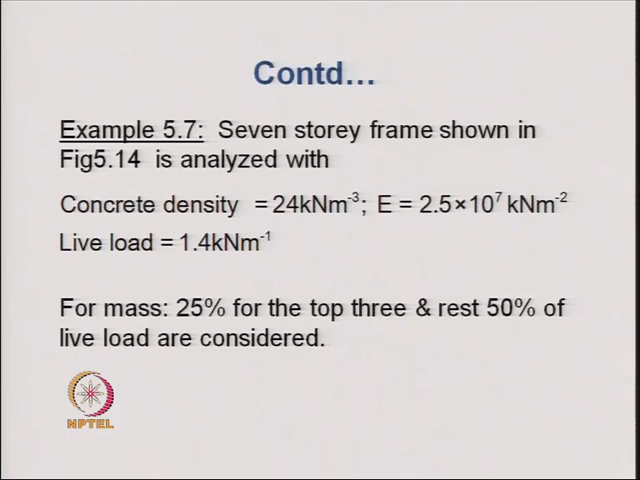 Contd…
Example 5.7: Seven storey frame shown in
Fig5.14 is analyzed with
Concrete density = 24kNm⁻³; E = 2.5×10⁷ kNm⁻²
Live load = 1.4kNm⁻¹
For mass: 25% for the top three & rest 50% of
live load are considered.
NPTEL